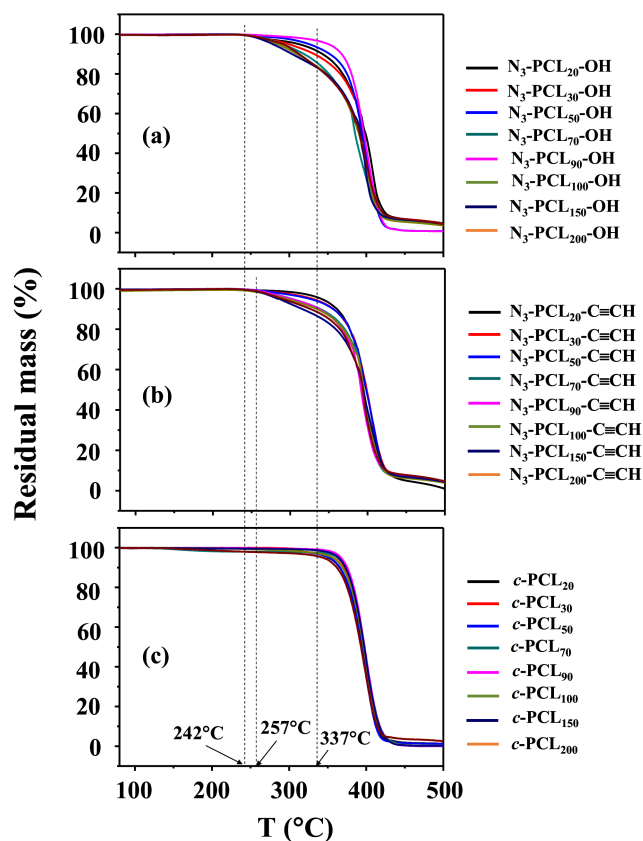 Residual mass (%)
100
80
60
40
20
0
(a)
N₃-PCL₂₀-OH
N₃-PCL₃₀-OH
N₃-PCL₅₀-OH
N₃-PCL₇₀-OH
N₃-PCL₉₀-OH
N₃-PCL₁₀₀-OH
N₃-PCL₁₅₀-OH
N₃-PCL₂₀₀-OH
100
80
60
40
20
0
(b)
N₃-PCL₂₀-C≡CH
N₃-PCL₃₀-C≡CH
N₃-PCL₅₀-C≡CH
N₃-PCL₇₀-C≡CH
N₃-PCL₉₀-C≡CH
N₃-PCL₁₀₀-C≡CH
N₃-PCL₁₅₀-C≡CH
N₃-PCL₂₀₀-C≡CH
100
80
60
40
20
0
(c)
242°C
257°C
337°C
c-PCL₂₀
c-PCL₃₀
c-PCL₅₀
c-PCL₇₀
c-PCL₉₀
c-PCL₁₀₀
c-PCL₁₅₀
c-PCL₂₀₀
100 200 300 400 500
T (°C)